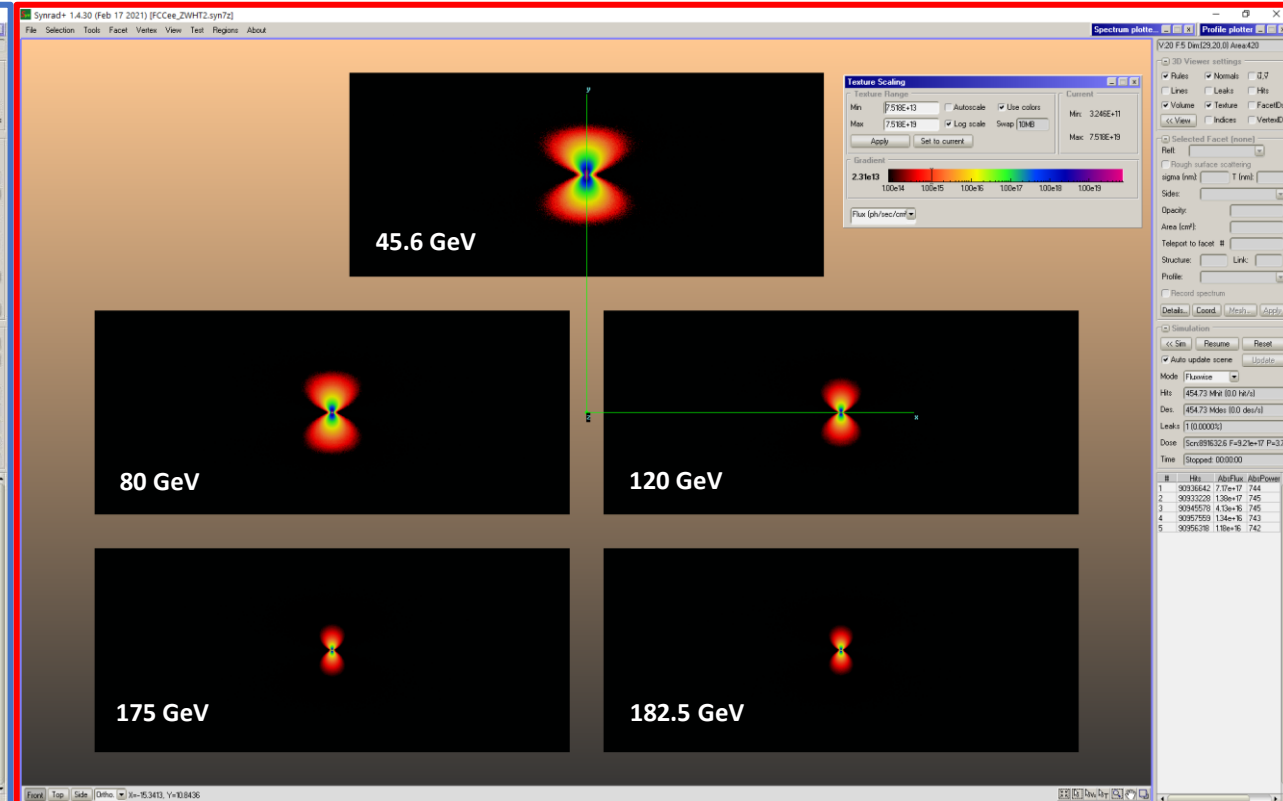 Synrad+ 1.4.30 (Feb 17 2021) [FCCee_ZWHT2.syn7z]
File Selection Tools Facet Vertex View Test Regions About
Spectrum plotte...
Profile plotter
V:20 F:5 Dim:(29,20,0) Area:420
3D Viewer settings
Rules Normals
Lines Leaks Hits
Volume Texture
<< View Indices
Selected Facet (none)
Refl:
Rough surface scattering
sigma (nm): T (nm):
Sides:
Opacity:
Area (cm²):
Teleport to facet #
Structure: Link:
Profile:
Record spectrum
Details... Coord. Mesh... Apply
Simulation
<< Sim Resume Reset
Auto update scene Update
Mode Fluxwise
Hits 454.73 Mhit (0.0 hit/s)
Des. 454.73 Mdes (0.0 des/s)
Leaks 1 (0.0000%)
Dose Scn:891632.6 F=9.21e+17 P=3.7
Time Stopped: 00:00:00
# Hits AbsFlux AbsPower
1 90936642 7.17e+17 744
2 90933228 1.38e+17 745
3 90945578 4.13e+16 745
4 90957559 1.34e+16 743
5 90956318 1.18e+16 742
Texture Scaling
Texture Range
Min 7.518E+13 Autoscale Use colors
Max 7.518E+19 Log scale Swap 10MB
Apply Set to current
Current
Min: 3.246E+11
Max: 7.518E+19
Gradient
2.31e13
1.00e14 1.00e15 1.00e16 1.00e17 1.00e18 1.00e19
Flux (ph/sec/cm²)
y
45.6 GeV
80 GeV
120 GeV
x
z
175 GeV
182.5 GeV
Front Top Side Ortho. X=-15.3413, Y=10.8436